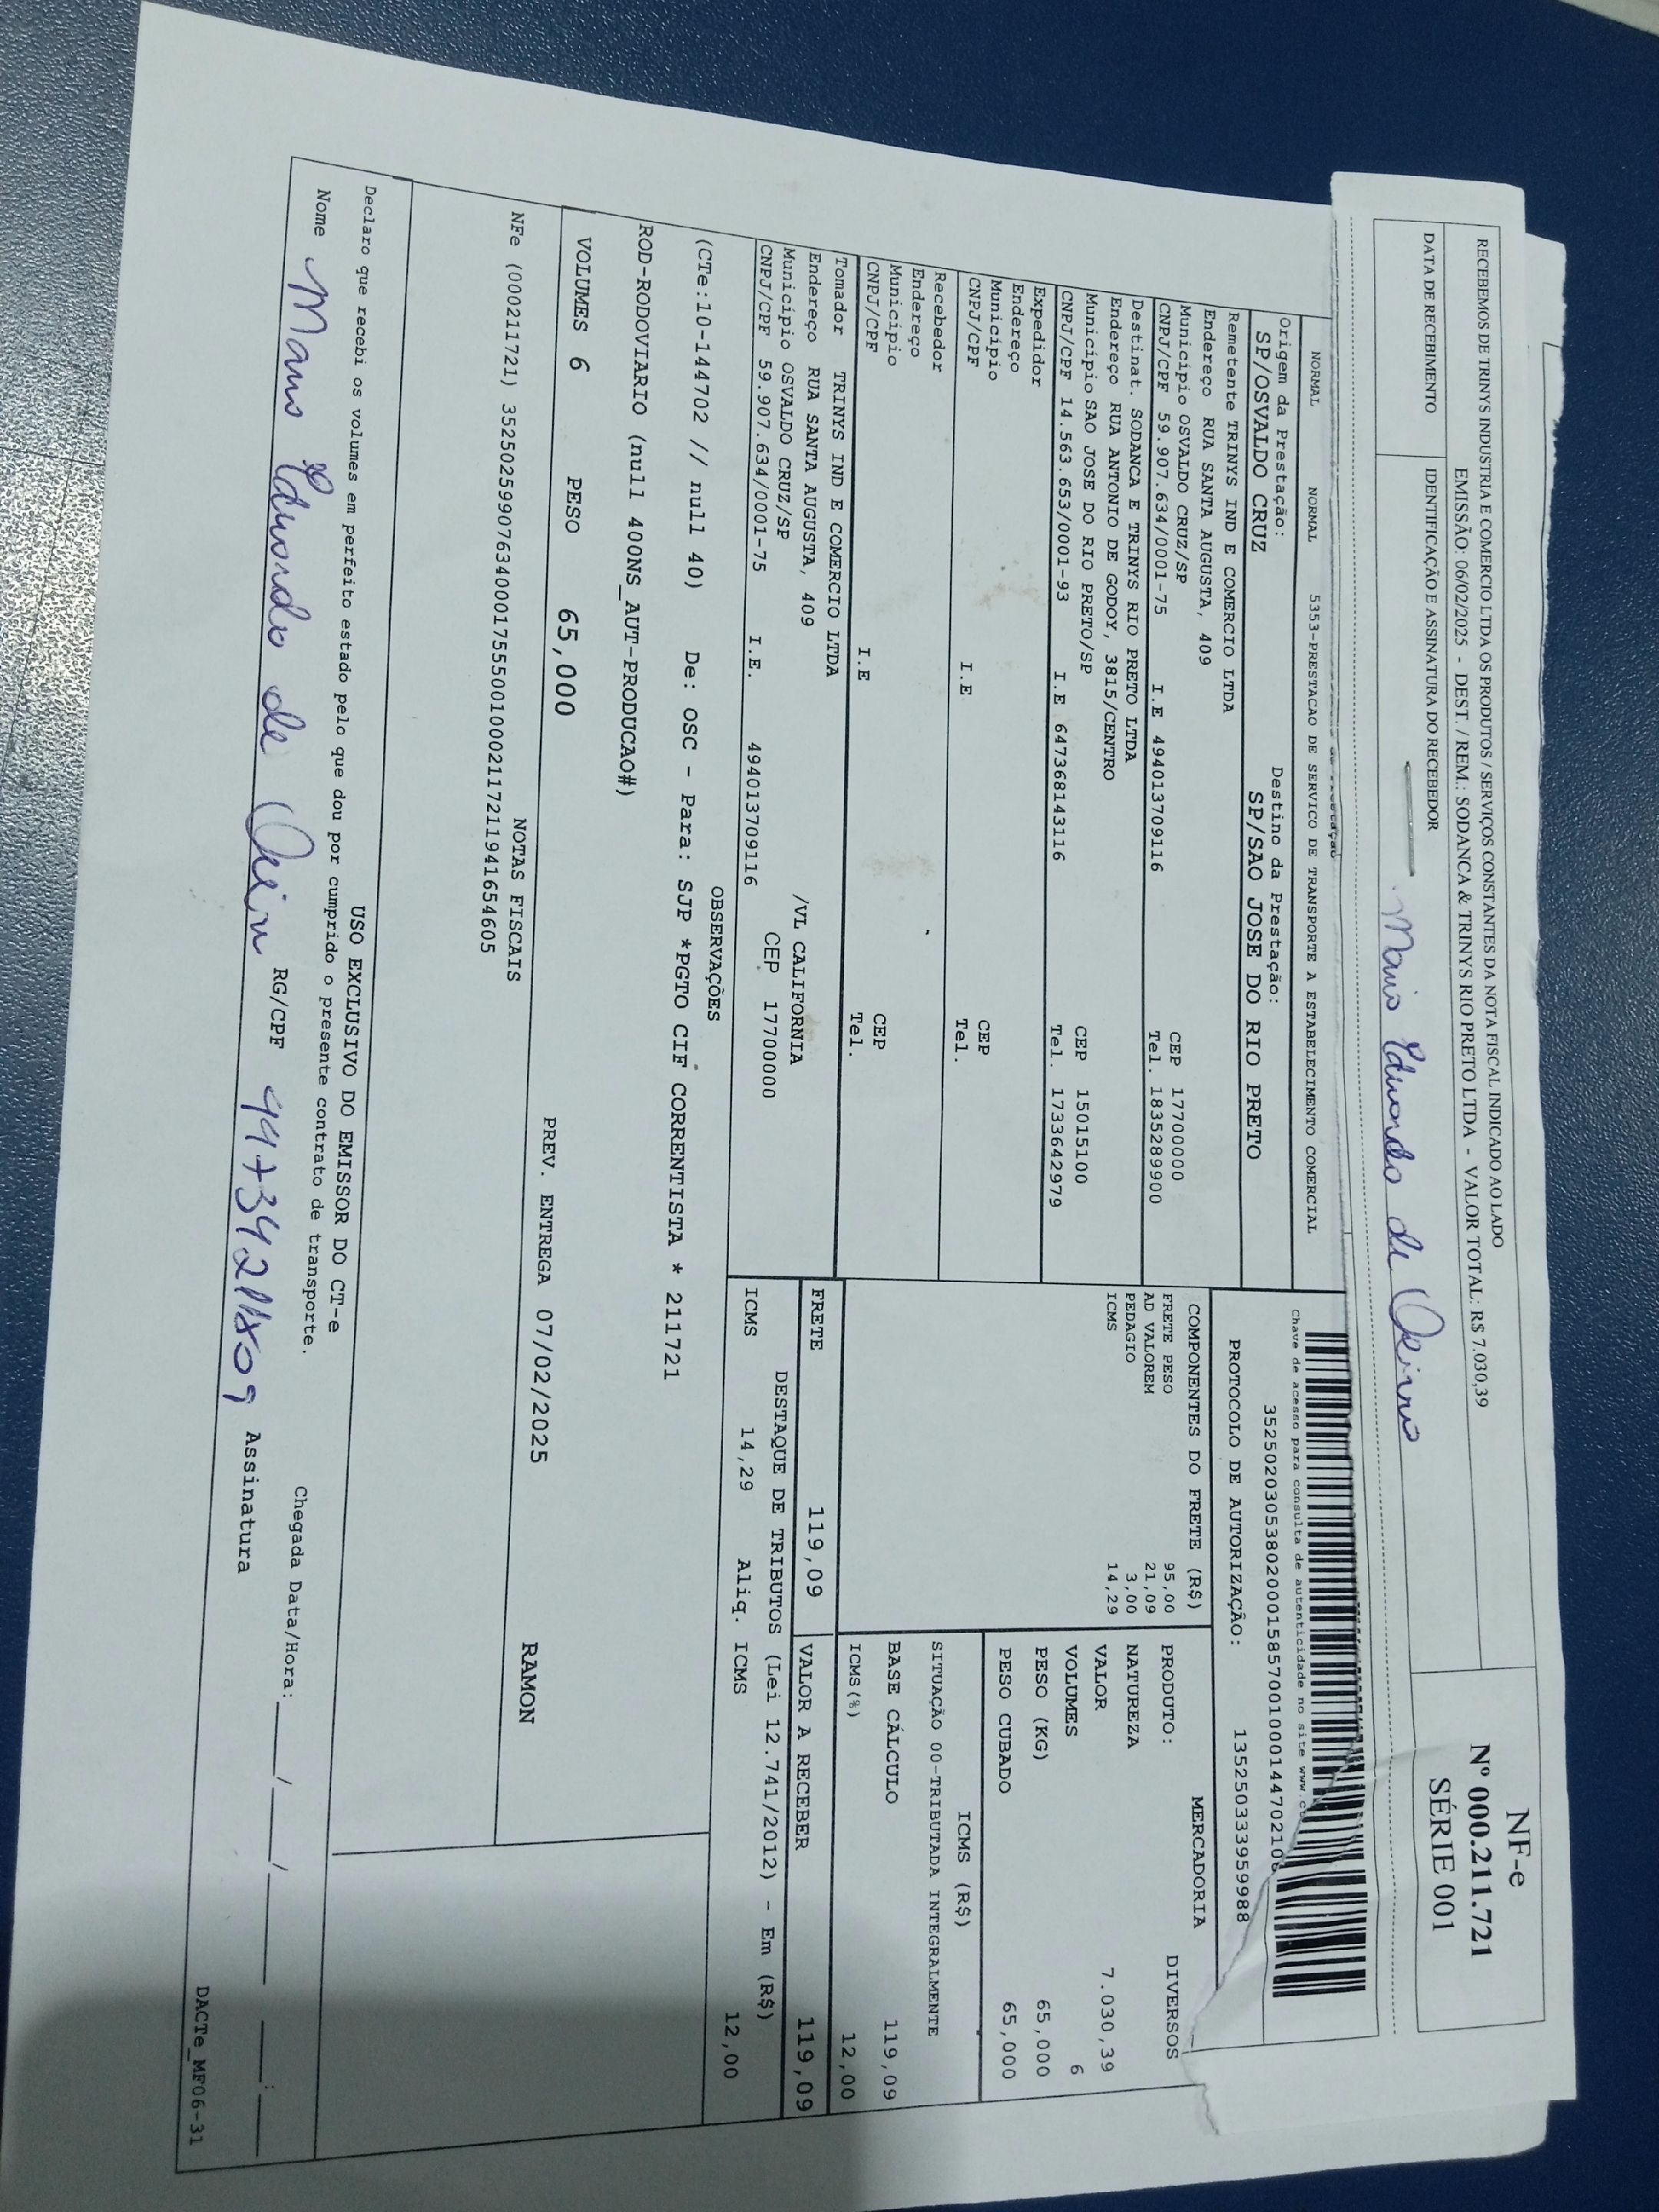 RECEBEMOS DE TRINYS INDUSTRIA E COMERCIO LTDA OS PRODUTOS / SERVIÇOS CONSTANTES DA NOTA FISCAL INDICADO AO LADO
EMISSÃO: 06/02/2025 - DEST. / REM.: SODANCA & TRINYS RIO PRETO LTDA - VALOR TOTAL: R$ 7.030,39
DATA DE RECEBIMENTO
IDENTIFICAÇÃO E ASSINATURA DO RECEBEDOR
Eduardo de
NF-e
Nº 000.211.721
SÉRIE 001
NORMAL NORMAL 5353-PRESTACAO DE SERVICO DE TRANSPORTE A ESTABELECIMENTO COMERCIAL
Origem da Prestação: Destino da Prestação:
SP/OSVALDO CRUZ SP/SAO JOSE DO RIO PRETO
Remetente TRINYS IND E COMERCIO LTDA
Endereço RUA SANTA AUGUSTA, 409
Municipio OSVALDO CRUZ/SP CEP 17700000
CNPJ/CPF 59.907.634/0001-75 I.E 494013709116 Tel. 1835289900
Destinat. SODANCA E TRINYS RIO PRETO LTDA
Endereço RUA ANTONIO DE GODOY, 3815/CENTRO
Municipio SAO JOSE DO RIO PRETO/SP CEP 15015100
CNPJ/CPF 14.563.653/0001-93 I.E 647368143116 Tel. 1733642979
Expedidor
Endereço
Municipio CEP
CNPJ/CPF I.E Tel.
Recebedor
Endereço
Municipio CEP
CNPJ/CPF I.E Tel.
Tomador TRINYS IND E COMERCIO LTDA
Endereço RUA SANTA AUGUSTA, 409 /VL CALIFORNIA
Municipio OSVALDO CRUZ/SP CEP 17700000
CNPJ/CPF 59.907.634/0001-75 I.E. 494013709116
Chave de acesso para consulta de autenticidade no site
PROTOCOLO DE AUTORIZAÇÃO: 135250333959988
COMPONENTES DO FRETE (R$)
FRETE PESO 95,00
AD VALOREM 21,09
PEDAGIO 3,00
ICMS 14,29
MERCADORIA
PRODUTO: DIVERSOS
NATUREZA
VALOR 7.030,39
VOLUMES 6
PESO (KG) 65,000
PESO CUBADO 65,000
ICMS (R$)
SITUAÇÃO 00-TRIBUTADA INTEGRALMENTE
BASE CÁLCULO 119,09
ICMS(%) 12,00
FRETE 119,09 VALOR A RECEBER 119,09
DESTAQUE DE TRIBUTOS (Lei 12.741/2012) - Em (R$)
ICMS 14,29 Aliq. ICMS 12,00
OBSERVAÇÕES
(CTe:10-144702 // null 40) De: OSC - Para: SJP *PGTO CIF CORRENTISTA * 211721
ROD-RODOVIARIO (null 400NS_AUT-PRODUCAO#)
VOLUMES 6 PESO 65,000 PREV. ENTREGA 07/02/2025 RAMON
NOTAS FISCAIS
NFe (000211721) 35250259907634000175550010002117211941654605
USO EXCLUSIVO DO EMISSOR DO CT-e
Declaro que recebi os volumes em perfeito estado pelo que dou por cumprido o presente contrato de transporte.
Chegada Data/Hora: / / :
Nome Eduardo de RG/CPF Assinatura
DACTe_MF06-31